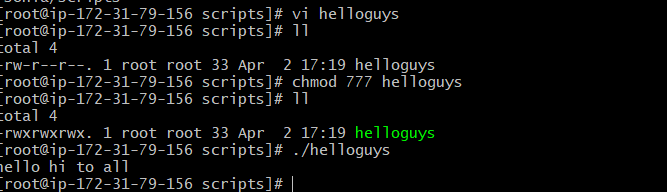 [root@ip-172-31-79-156 scripts]# vi helloguys
[root@ip-172-31-79-156 scripts]# ll
total 4
-rw-r--r--. 1 root root 33 Apr  2 17:19 helloguys
[root@ip-172-31-79-156 scripts]# chmod 777 helloguys
[root@ip-172-31-79-156 scripts]# ll
total 4
-rwxrwxrwx. 1 root root 33 Apr  2 17:19 helloguys
[root@ip-172-31-79-156 scripts]# ./helloguys
hello hi to all
[root@ip-172-31-79-156 scripts]#